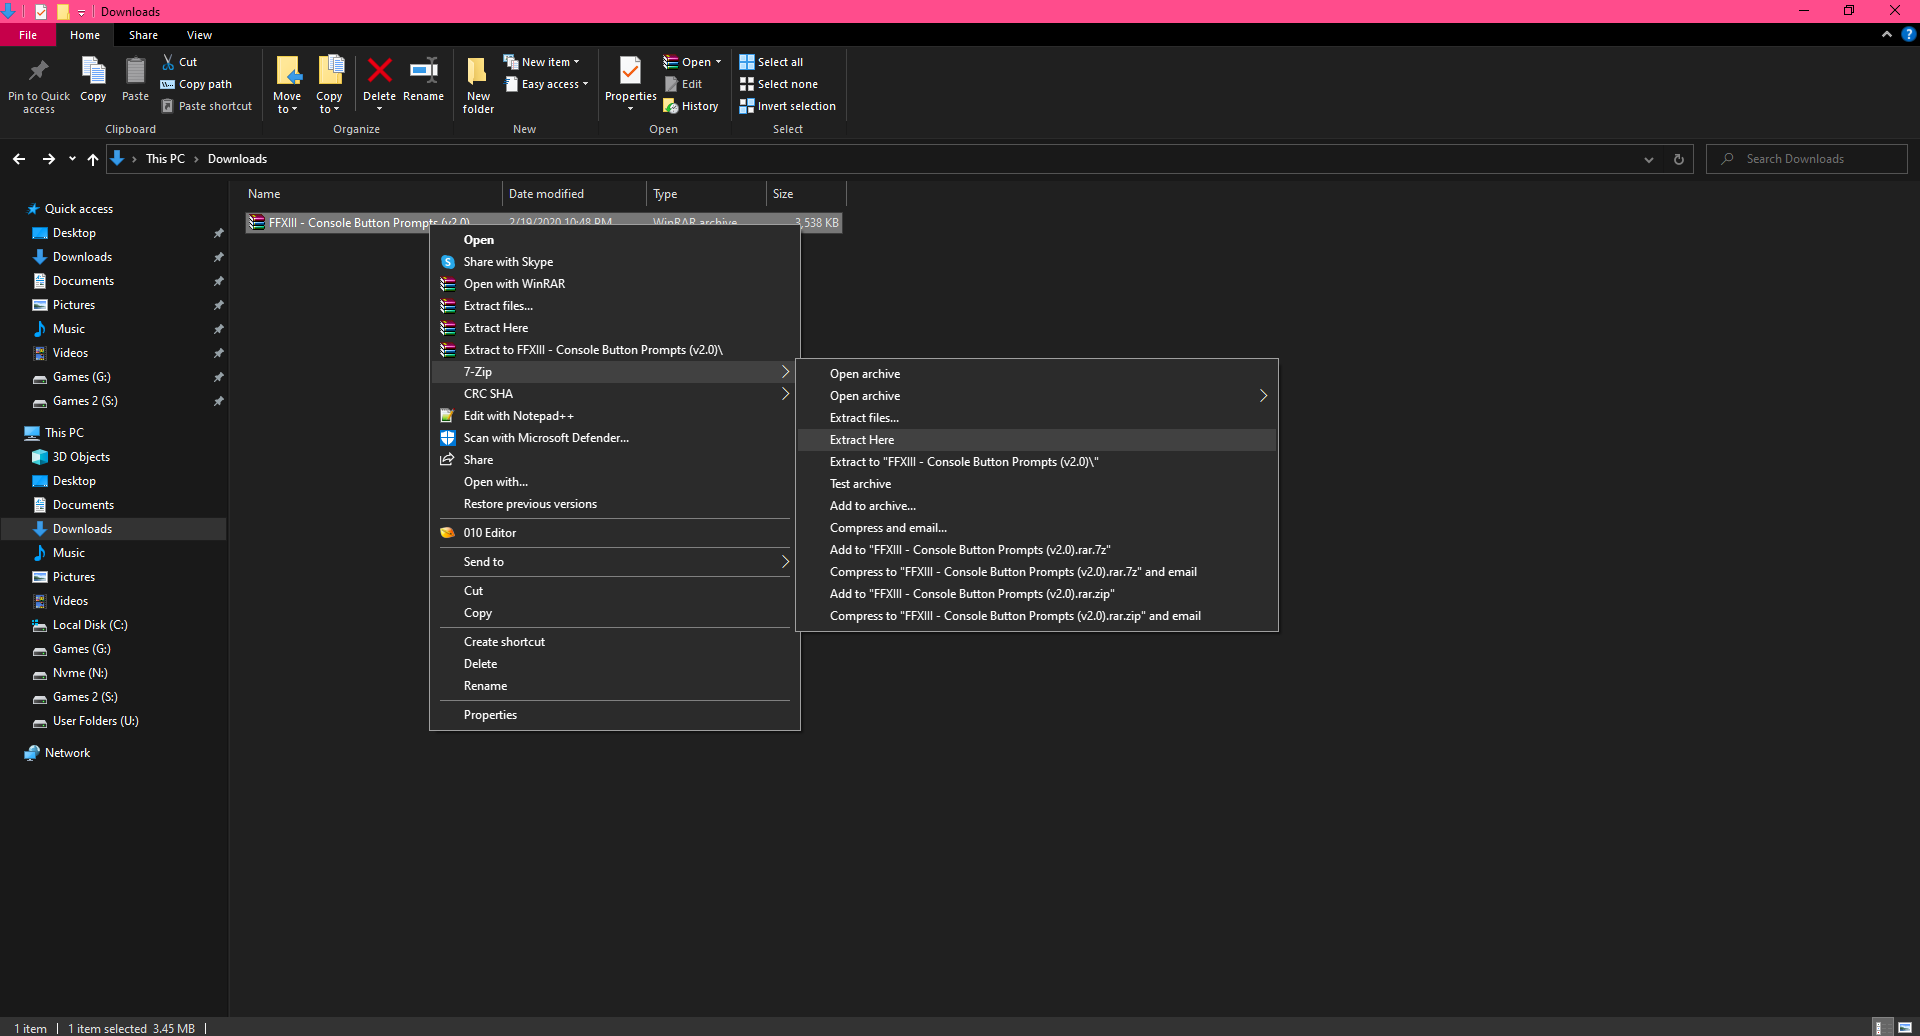 Downloads
File Home Share View
Pin to Quick access
Copy
Paste
Cut
Copy path
Paste shortcut
Clipboard
Move to
Copy to
Delete
Rename
Organize
New folder
New item
Easy access
New
Properties
Open
Edit
History
Open
Select all
Select none
Invert selection
Select
This PC Downloads
Search Downloads
Name Date modified Type Size
FFXIII - Console Button Prompts (v2.0) 2/19/2020 10:48 PM WinRAR archive 3,538 KB
Quick access
Desktop
Downloads
Documents
Pictures
Music
Videos
Games (G:)
Games 2 (S:)
This PC
3D Objects
Desktop
Documents
Downloads
Music
Pictures
Videos
Local Disk (C:)
Games (G:)
Nvme (N:)
Games 2 (S:)
User Folders (U:)
Network
Open
Share with Skype
Open with WinRAR
Extract files...
Extract Here
Extract to FFXIII - Console Button Prompts (v2.0)\
7-Zip
CRC SHA
Edit with Notepad++
Scan with Microsoft Defender...
Share
Open with...
Restore previous versions
010 Editor
Send to
Cut
Copy
Create shortcut
Delete
Rename
Properties
Open archive
Open archive
Extract files...
Extract Here
Extract to "FFXIII - Console Button Prompts (v2.0)\"
Test archive
Add to archive...
Compress and email...
Add to "FFXIII - Console Button Prompts (v2.0).rar.7z"
Compress to "FFXIII - Console Button Prompts (v2.0).rar.7z" and email
Add to "FFXIII - Console Button Prompts (v2.0).rar.zip"
Compress to "FFXIII - Console Button Prompts (v2.0).rar.zip" and email
1 item 1 item selected 3.45 MB